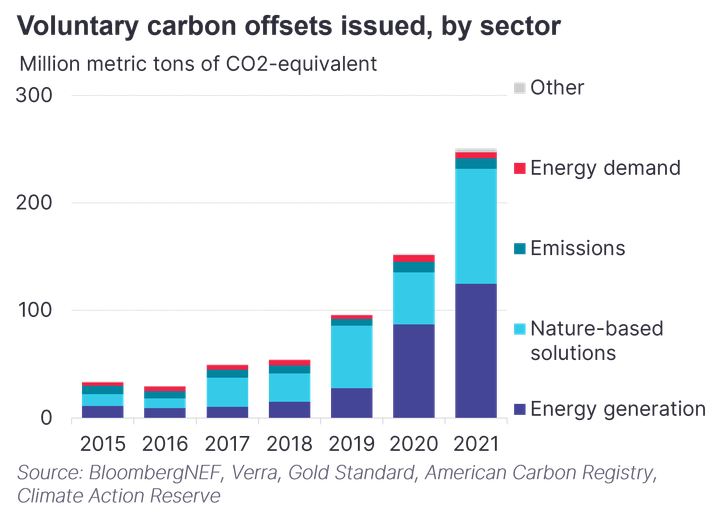 Voluntary carbon offsets issued, by sector
Million metric tons of CO2-equivalent
300
200
100
0
2015 2016 2017 2018 2019 2020 2021
Other
Energy demand
Emissions
Nature-based
solutions
Energy generation
Source: BloombergNEF, Verra, Gold Standard, American Carbon Registry,
Climate Action Reserve